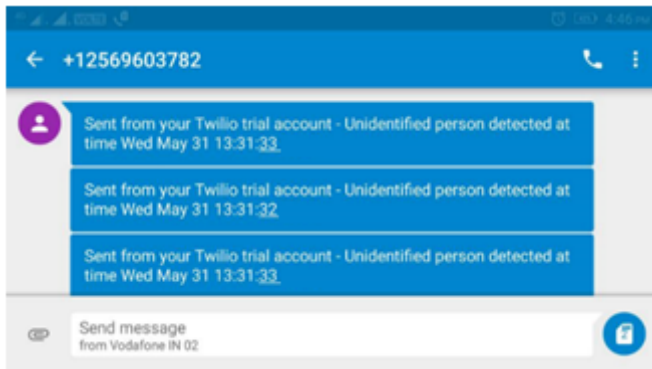 4:46 PM
+12569603782
Sent from your Twilio trial account - Unidentified person detected at
time Wed May 31 13:31:33
Sent from your Twilio trial account - Unidentified person detected at
time Wed May 31 13:31:32
Sent from your Twilio trial account - Unidentified person detected at
time Wed May 31 13:31:33
Send message
from Vodafone IN 02